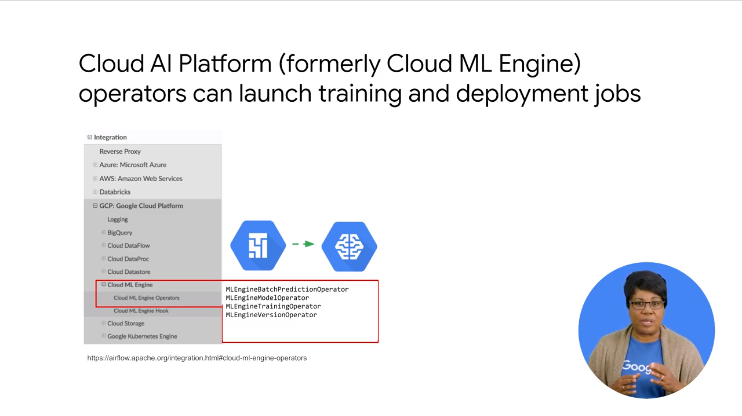 Cloud AI Platform (formerly Cloud ML Engine)
operators can launch training and deployment jobs
Integration
Reverse Proxy
Azure: Microsoft Azure
AWS: Amazon Web Services
Databricks
GCP: Google Cloud Platform
Logging
BigQuery
Cloud DataFlow
Cloud DataProc
Cloud Datastore
Cloud ML Engine
Cloud ML Engine Operators
Cloud ML Engine Hook
Cloud Storage
Google Kubernetes Engine
MLEngineBatchPredictionOperator
MLEngineModelOperator
MLEngineTrainingOperator
MLEngineVersionOperator
https://airflow.apache.org/integration.html#cloud-ml-engine-operators
Google